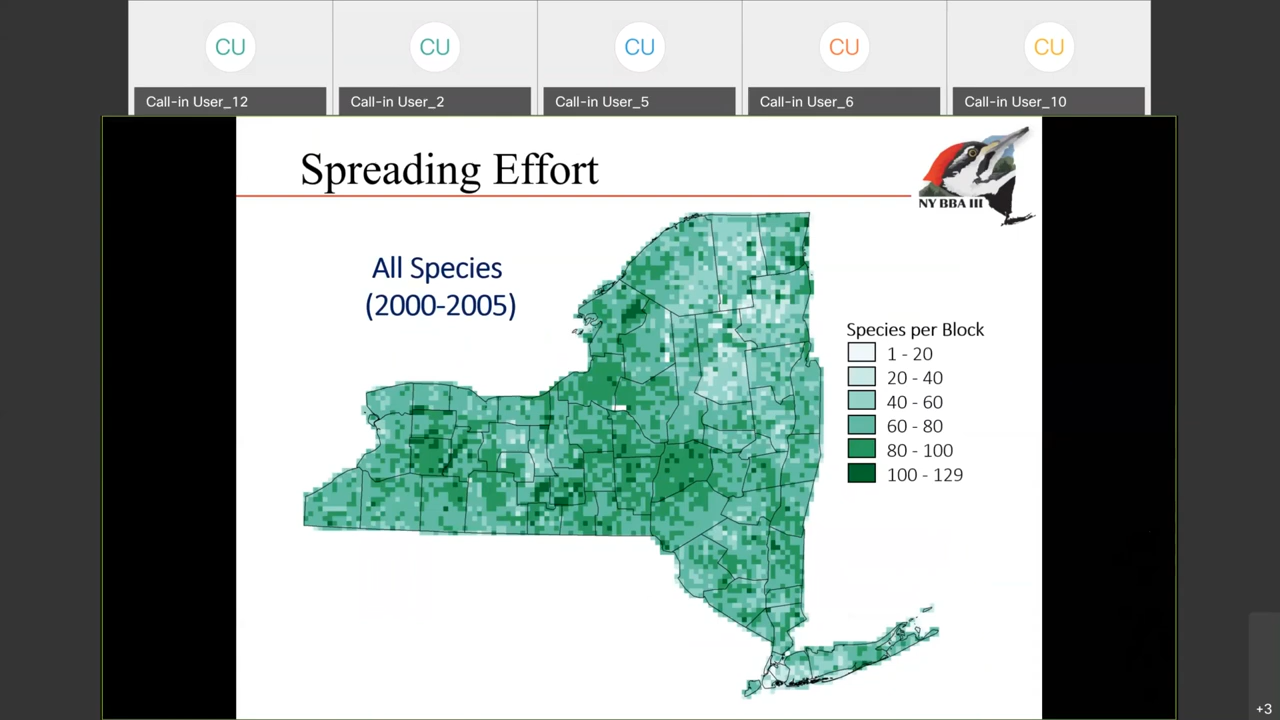 CU
CU
CU
CU
CU
Call-in User_12
Call-in User_2
Call-in User_5
Call-in User_6
Call-in User_10
Spreading Effort
NY BBA III
All Species
(2000-2005)
Species per Block
1 - 20
20 - 40
40 - 60
60 - 80
80 - 100
100 - 129
+3